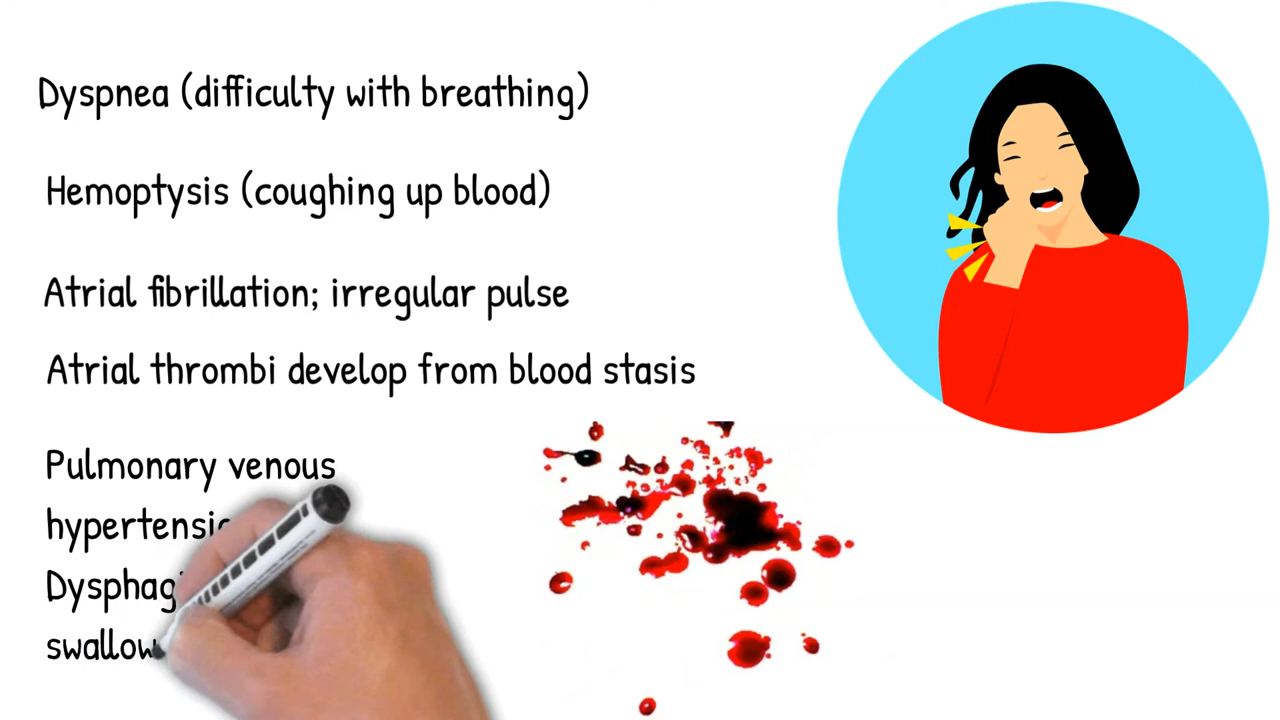 Dyspnea (difficulty with breathing)
Hemoptysis (coughing up blood)
Atrial fibrillation; irregular pulse
Atrial thrombi develop from blood stasis
Pulmonary venous